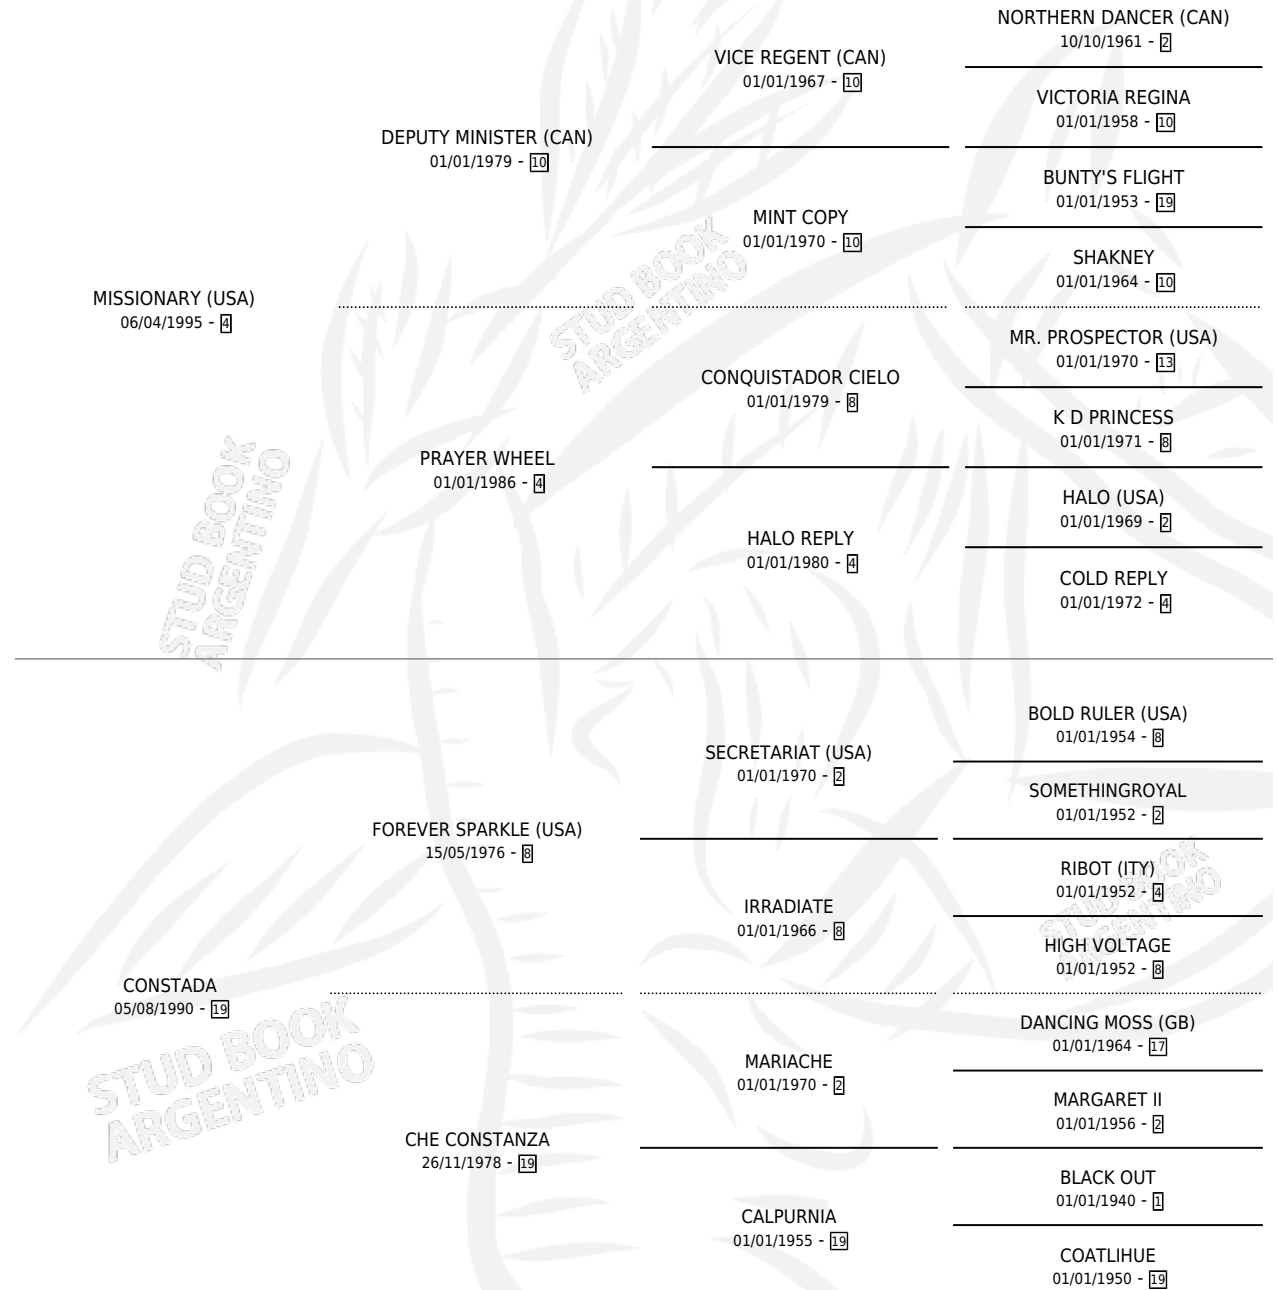 NORTHERN DANCER (CAN)
10/10/1961 - 2
VICE REGENT (CAN)
01/01/1967 - 10
VICTORIA REGINA
01/01/1958 - 10
DEPUTY MINISTER (CAN)
01/01/1979 - 10
BUNTY'S FLIGHT
01/01/1953 - 19
MINT COPY
01/01/1970 - 10
SHAKNEY
01/01/1964 - 10
MISSIONARY (USA)
06/04/1995 - 4
MR. PROSPECTOR (USA)
01/01/1970 - 13
CONQUISTADOR CIELO
01/01/1979 - 8
K D PRINCESS
01/01/1971 - 8
PRAYER WHEEL
01/01/1986 - 4
HALO (USA)
01/01/1969 - 2
HALO REPLY
01/01/1980 - 4
COLD REPLY
01/01/1972 - 4
BOLD RULER (USA)
01/01/1954 - 8
SECRETARIAT (USA)
01/01/1970 - 2
SOMETHINGROYAL
01/01/1952 - 2
FOREVER SPARKLE (USA)
15/05/1976 - 8
RIBOT (ITY)
01/01/1952 - 4
IRRADIATE
01/01/1966 - 8
HIGH VOLTAGE
01/01/1952 - 8
CONSTADA
05/08/1990 - 19
DANCING MOSS (GB)
01/01/1964 - 17
MARIACHE
01/01/1970 - 2
MARGARET II
01/01/1956 - 2
CHE CONSTANZA
26/11/1978 - 19
BLACK OUT
01/01/1940 - 1
CALPURNIA
01/01/1955 - 19
COATLIHUE
01/01/1950 - 19
STUD BOOK
ARGENTINO
STUD BOOK
ARGENTINO
STUD BOOK
ARGENTINO
STUD BOOK
ARGENTINO